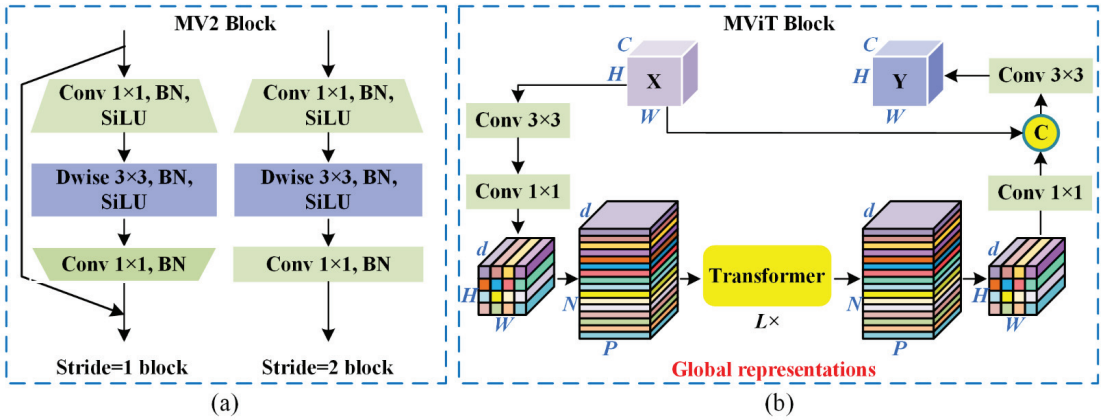 MV2 Block
Conv 1×1, BN,
SiLU
Dwise 3×3, BN,
SiLU
Conv 1×1, BN
Stride=1 block
Conv 1×1, BN,
SiLU
Dwise 3×3, BN,
SiLU
Conv 1×1, BN
Stride=2 block
(a)
MViT Block
C
H
X
W
C
H
Y
W
Conv 3×3
C
Conv 1×1
Conv 3×3
Conv 1×1
d
H
W
d
N
P
Transformer
L×
d
N
P
d
H
W
Global representations
(b)